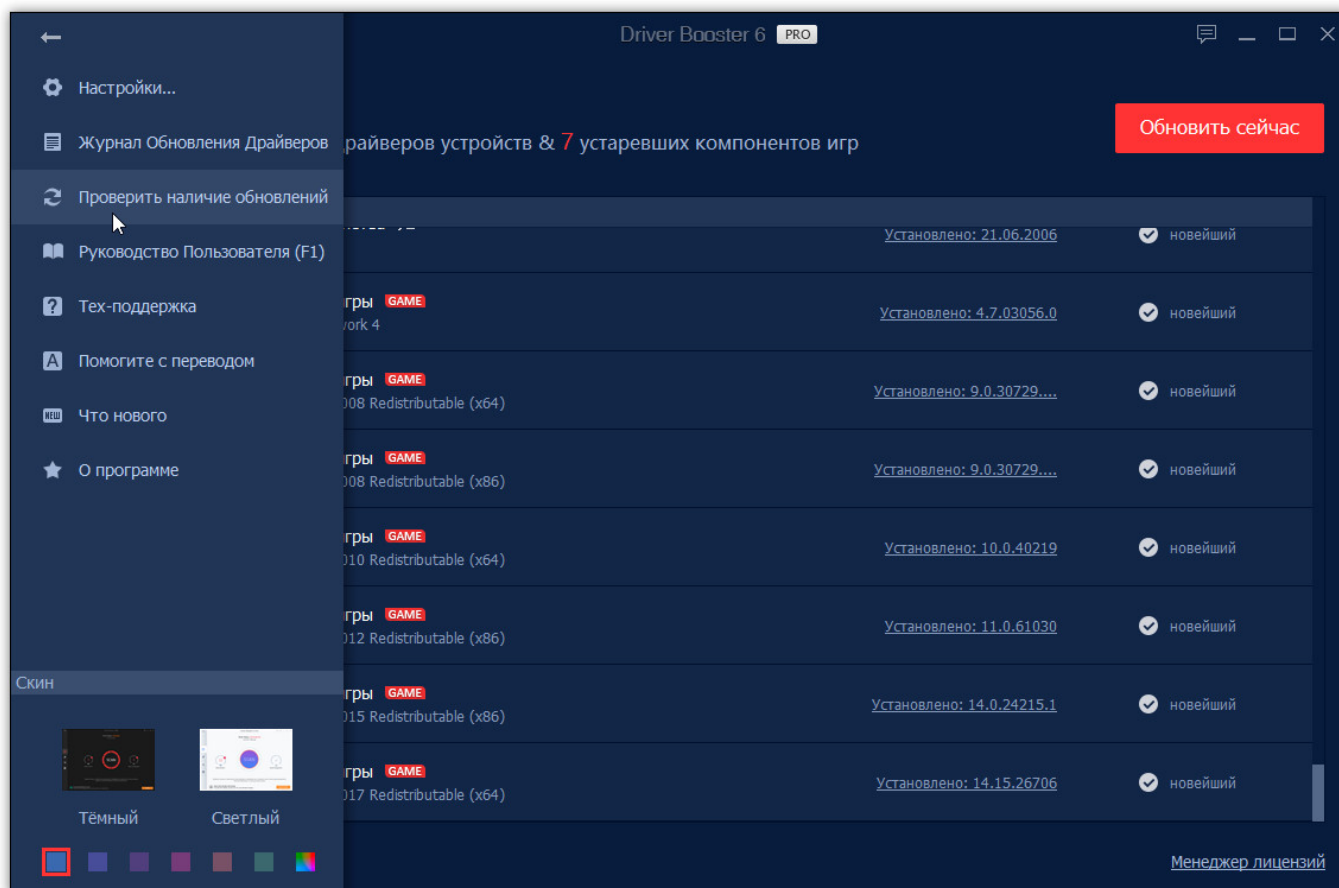 Driver Booster 6 PRO
Настройки...
Журнал Обновления Драйверов
Проверить наличие обновлений
Руководство Пользователя (F1)
Тех-поддержка
Помогите с переводом
Что нового
О программе
Скин
Тёмный Светлый
райверов устройств & 7 устаревших компонентов игр
Обновить сейчас
Установлено: 21.06.2006 новейший
гры GAME
work 4
Установлено: 4.7.03056.0 новейший
гры GAME
008 Redistributable (x64)
Установлено: 9.0.30729.... новейший
гры GAME
008 Redistributable (x86)
Установлено: 9.0.30729.... новейший
гры GAME
010 Redistributable (x64)
Установлено: 10.0.40219 новейший
гры GAME
012 Redistributable (x86)
Установлено: 11.0.61030 новейший
гры GAME
015 Redistributable (x86)
Установлено: 14.0.24215.1 новейший
гры GAME
017 Redistributable (x64)
Установлено: 14.15.26706 новейший
Менеджер лицензий